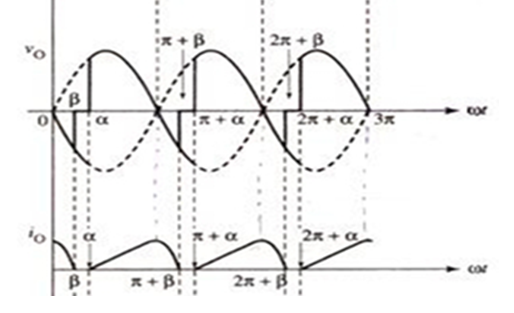 π + β 2π + β
vO
β
0 α π + α 2π + α 3π ωt
iO α π + α 2π + α
ωt
β π + β 2π + β